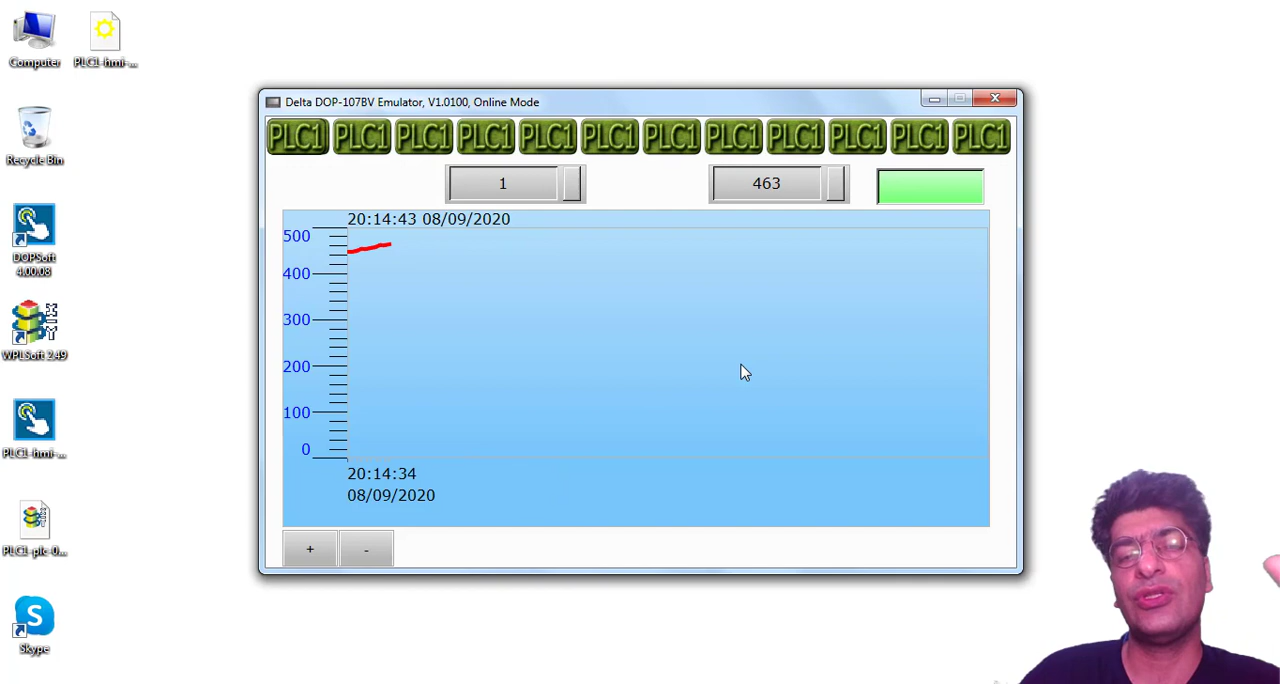 Computer
PLC1-hmi-...
Recycle Bin
DOPSoft
4.00.08
WPLSoft 2.49
PLC1-hmi-...
PLC1-plc-0...
S
Skype
Delta DOP-107BV Emulator, V1.0100, Online Mode
PLC1 PLC1 PLC1 PLC1 PLC1 PLC1 PLC1 PLC1 PLC1 PLC1 PLC1 PLC1
1 463
20:14:43 08/09/2020
500
400
300
200
100
0
20:14:34
08/09/2020
+ -